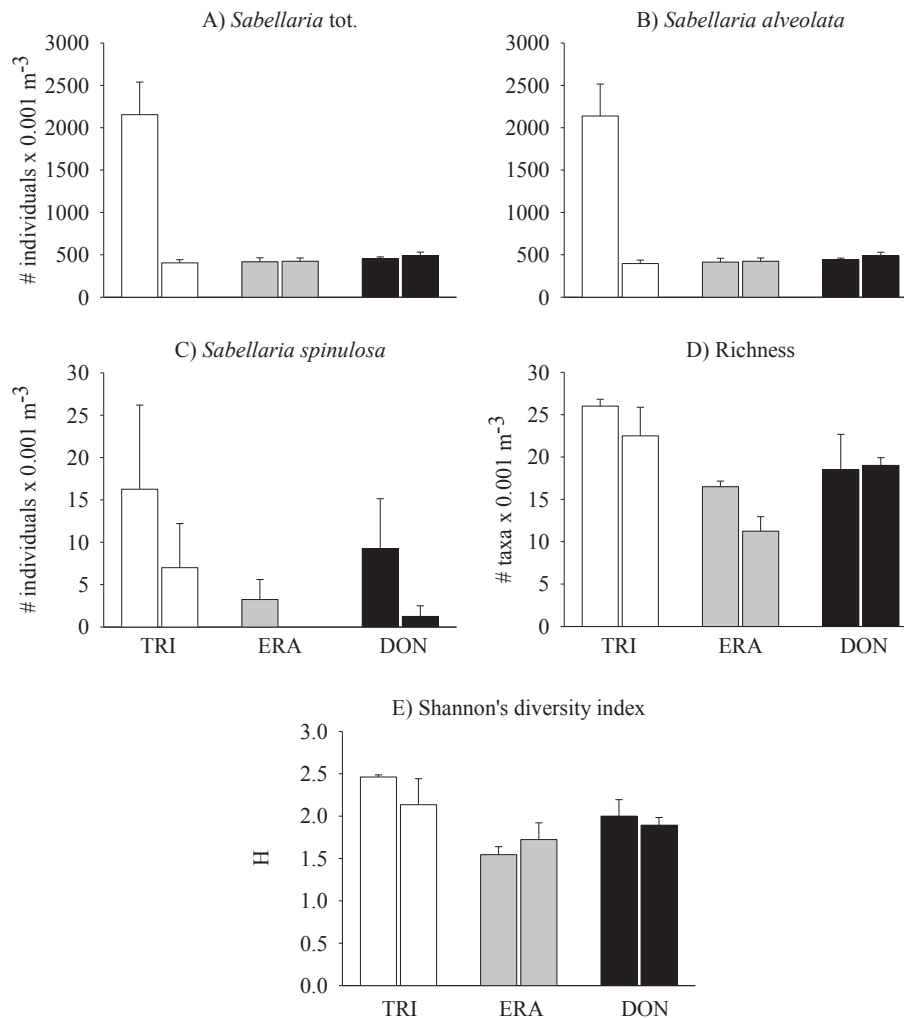 A) Sabellaria tot.
# individuals x 0.001 m-3
3000
2500
2000
1500
1000
500
0
B) Sabellaria alveolata
3000
2500
2000
1500
1000
500
0
C) Sabellaria spinulosa
# individuals x 0.001 m-3
30
25
20
15
10
5
0
TRI ERA DON
D) Richness
# taxa x 0.001 m-3
30
25
20
15
10
5
0
TRI ERA DON
E) Shannon's diversity index
H
3.0
2.5
2.0
1.5
1.0
0.5
0.0
TRI ERA DON